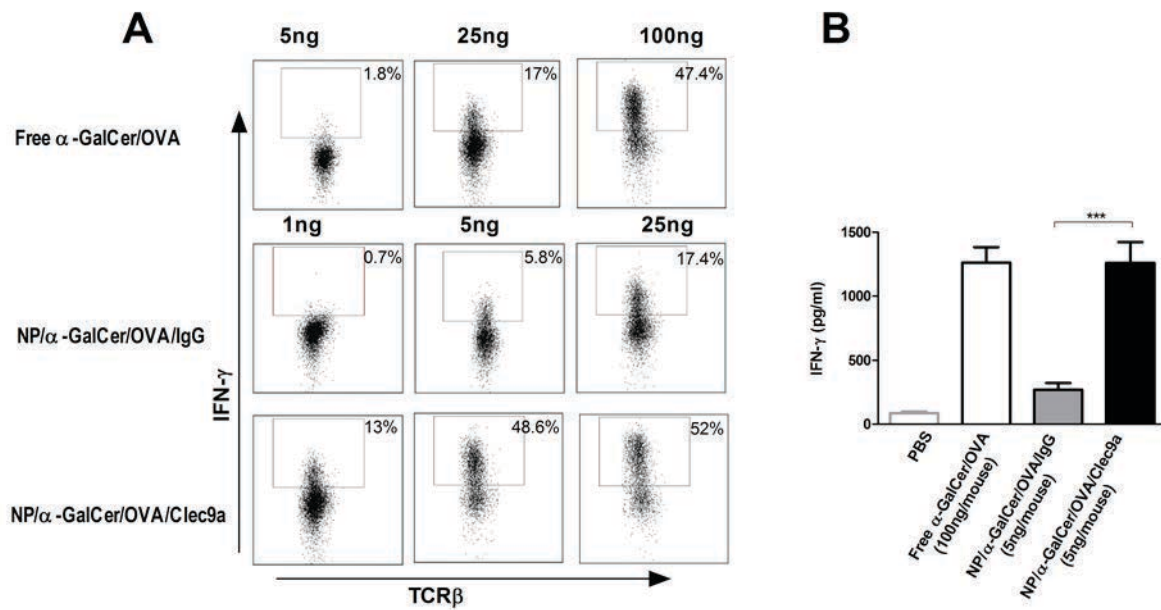 A
5ng 25ng 100ng
Free α-GalCer/OVA
1.8% 17% 47.4%
1ng 5ng 25ng
NP/α-GalCer/OVA/IgG
0.7% 5.8% 17.4%
NP/α-GalCer/OVA/Clec9a
13% 48.6% 52%
IFN-γ
TCRβ
B
***
IFN-γ (pg/ml)
1500
1000
500
0
PBS
Free α-GalCer/OVA
(100ng/mouse)
NP/α-GalCer/OVA/IgG
(5ng/mouse)
NP/α-GalCer/OVA/Clec9a
(5ng/mouse)